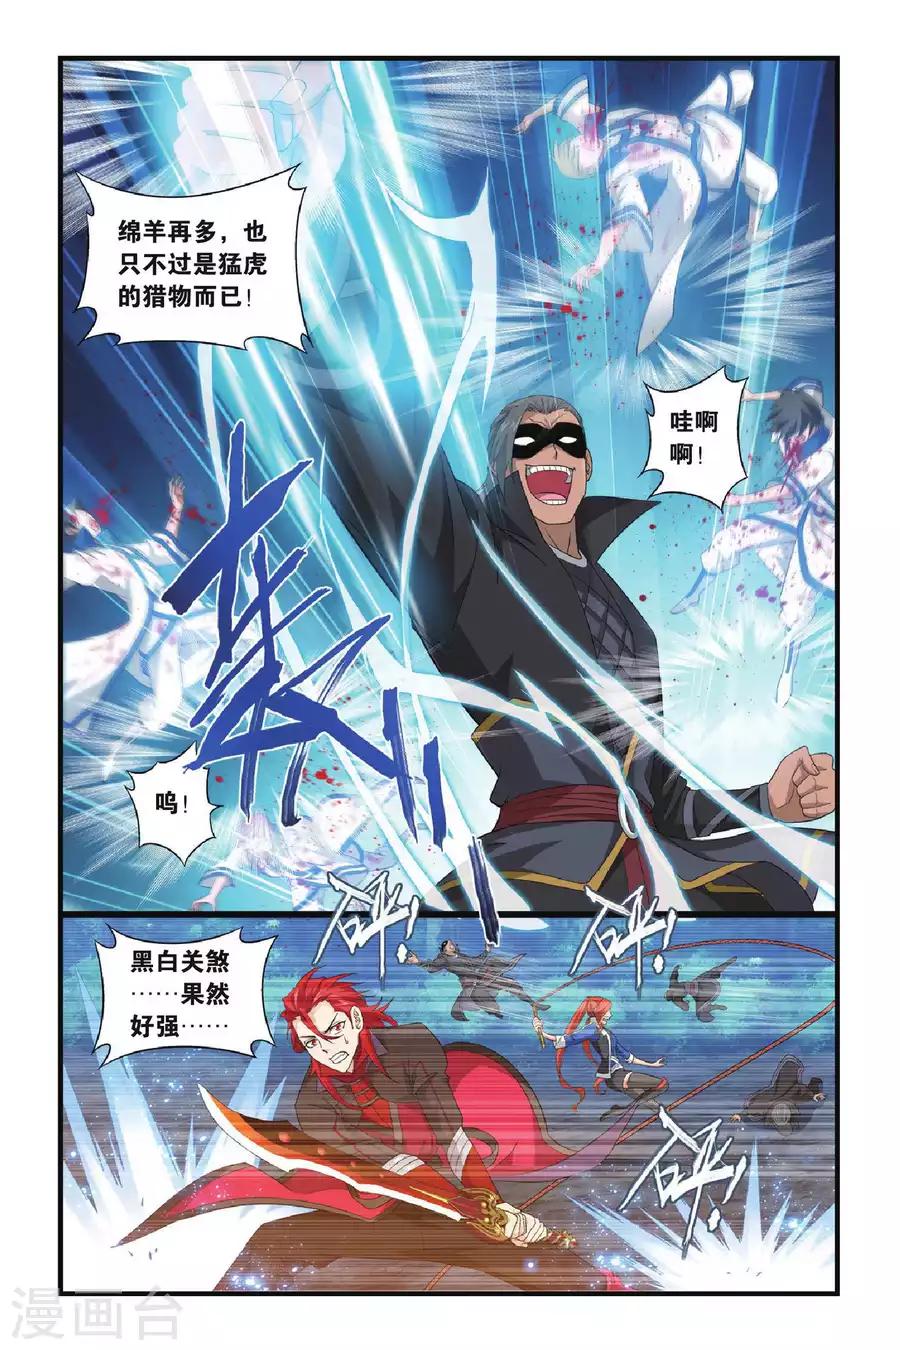 绵羊再多，也
只不过是猛虎
的猎物而已！
哇啊
啊！
轰
呜！
黑白关煞
……果然
好强……
砰！
砰！
砰！
漫画台